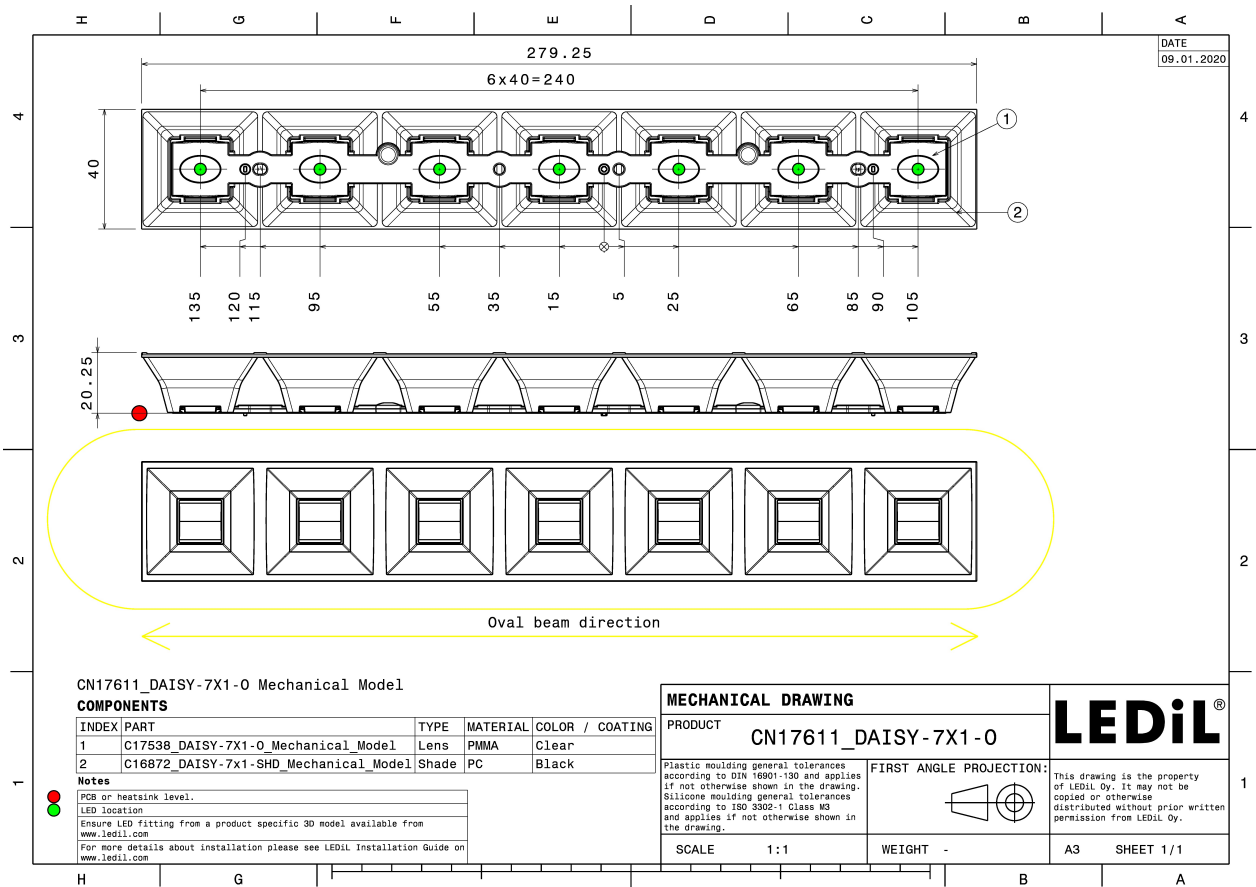 H G F E D C B A
DATE
09.01.2020
279.25
6x40=240
4
4
40
1
2
135 120 115 95 55 35 15 5 25 65 85 90 105
3
3
20.25
2
2
Oval beam direction
CN17611_DAISY-7X1-O Mechanical Model
COMPONENTS
INDEX PART TYPE MATERIAL COLOR / COATING
1 C17538_DAISY-7X1-O_Mechanical_Model Lens PMMA Clear
2 C16872_DAISY-7x1-SHD_Mechanical_Model Shade PC Black
Notes
PCB or heatsink level.
LED location
Ensure LED fitting from a product specific 3D model available from
www.ledil.com
For more details about installation please see LEDiL Installation Guide on
www.ledil.com
1
MECHANICAL DRAWING
PRODUCT
CN17611_DAISY-7X1-O
LEDiL®
Plastic moulding general tolerances
according to DIN 16901-130 and applies
if not otherwise shown in the drawing.
Silicone moulding general tolerances
according to ISO 3302-1 Class M3
and applies if not otherwise shown in
the drawing.
FIRST ANGLE PROJECTION:
This drawing is the property
of LEDiL Oy. It may not be
copied or otherwise
distributed without prior written
permission from LEDiL Oy.
1
SCALE 1:1
WEIGHT -
A3 SHEET 1/1
H G B A